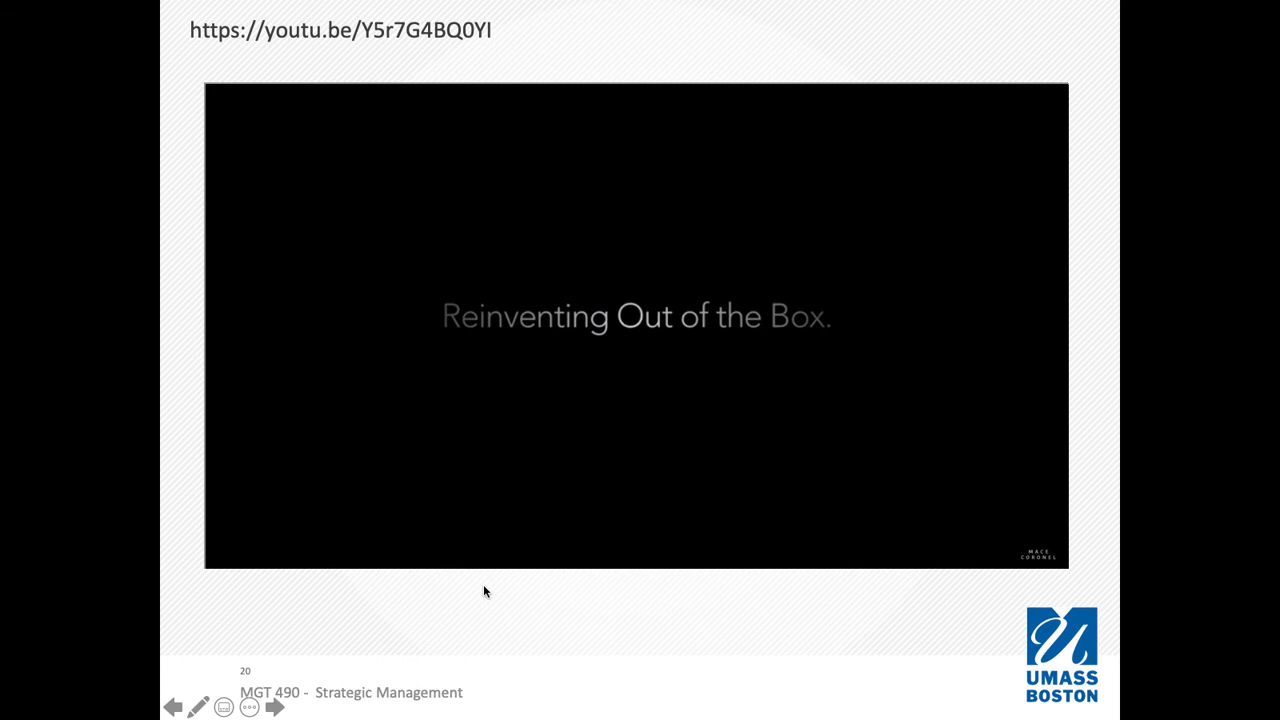 https://youtu.be/Y5r7G4BQ0YI
Reinventing Out of the Box.
MACE
CORONEL
20
MGT 490 - Strategic Management
UMASS
BOSTON